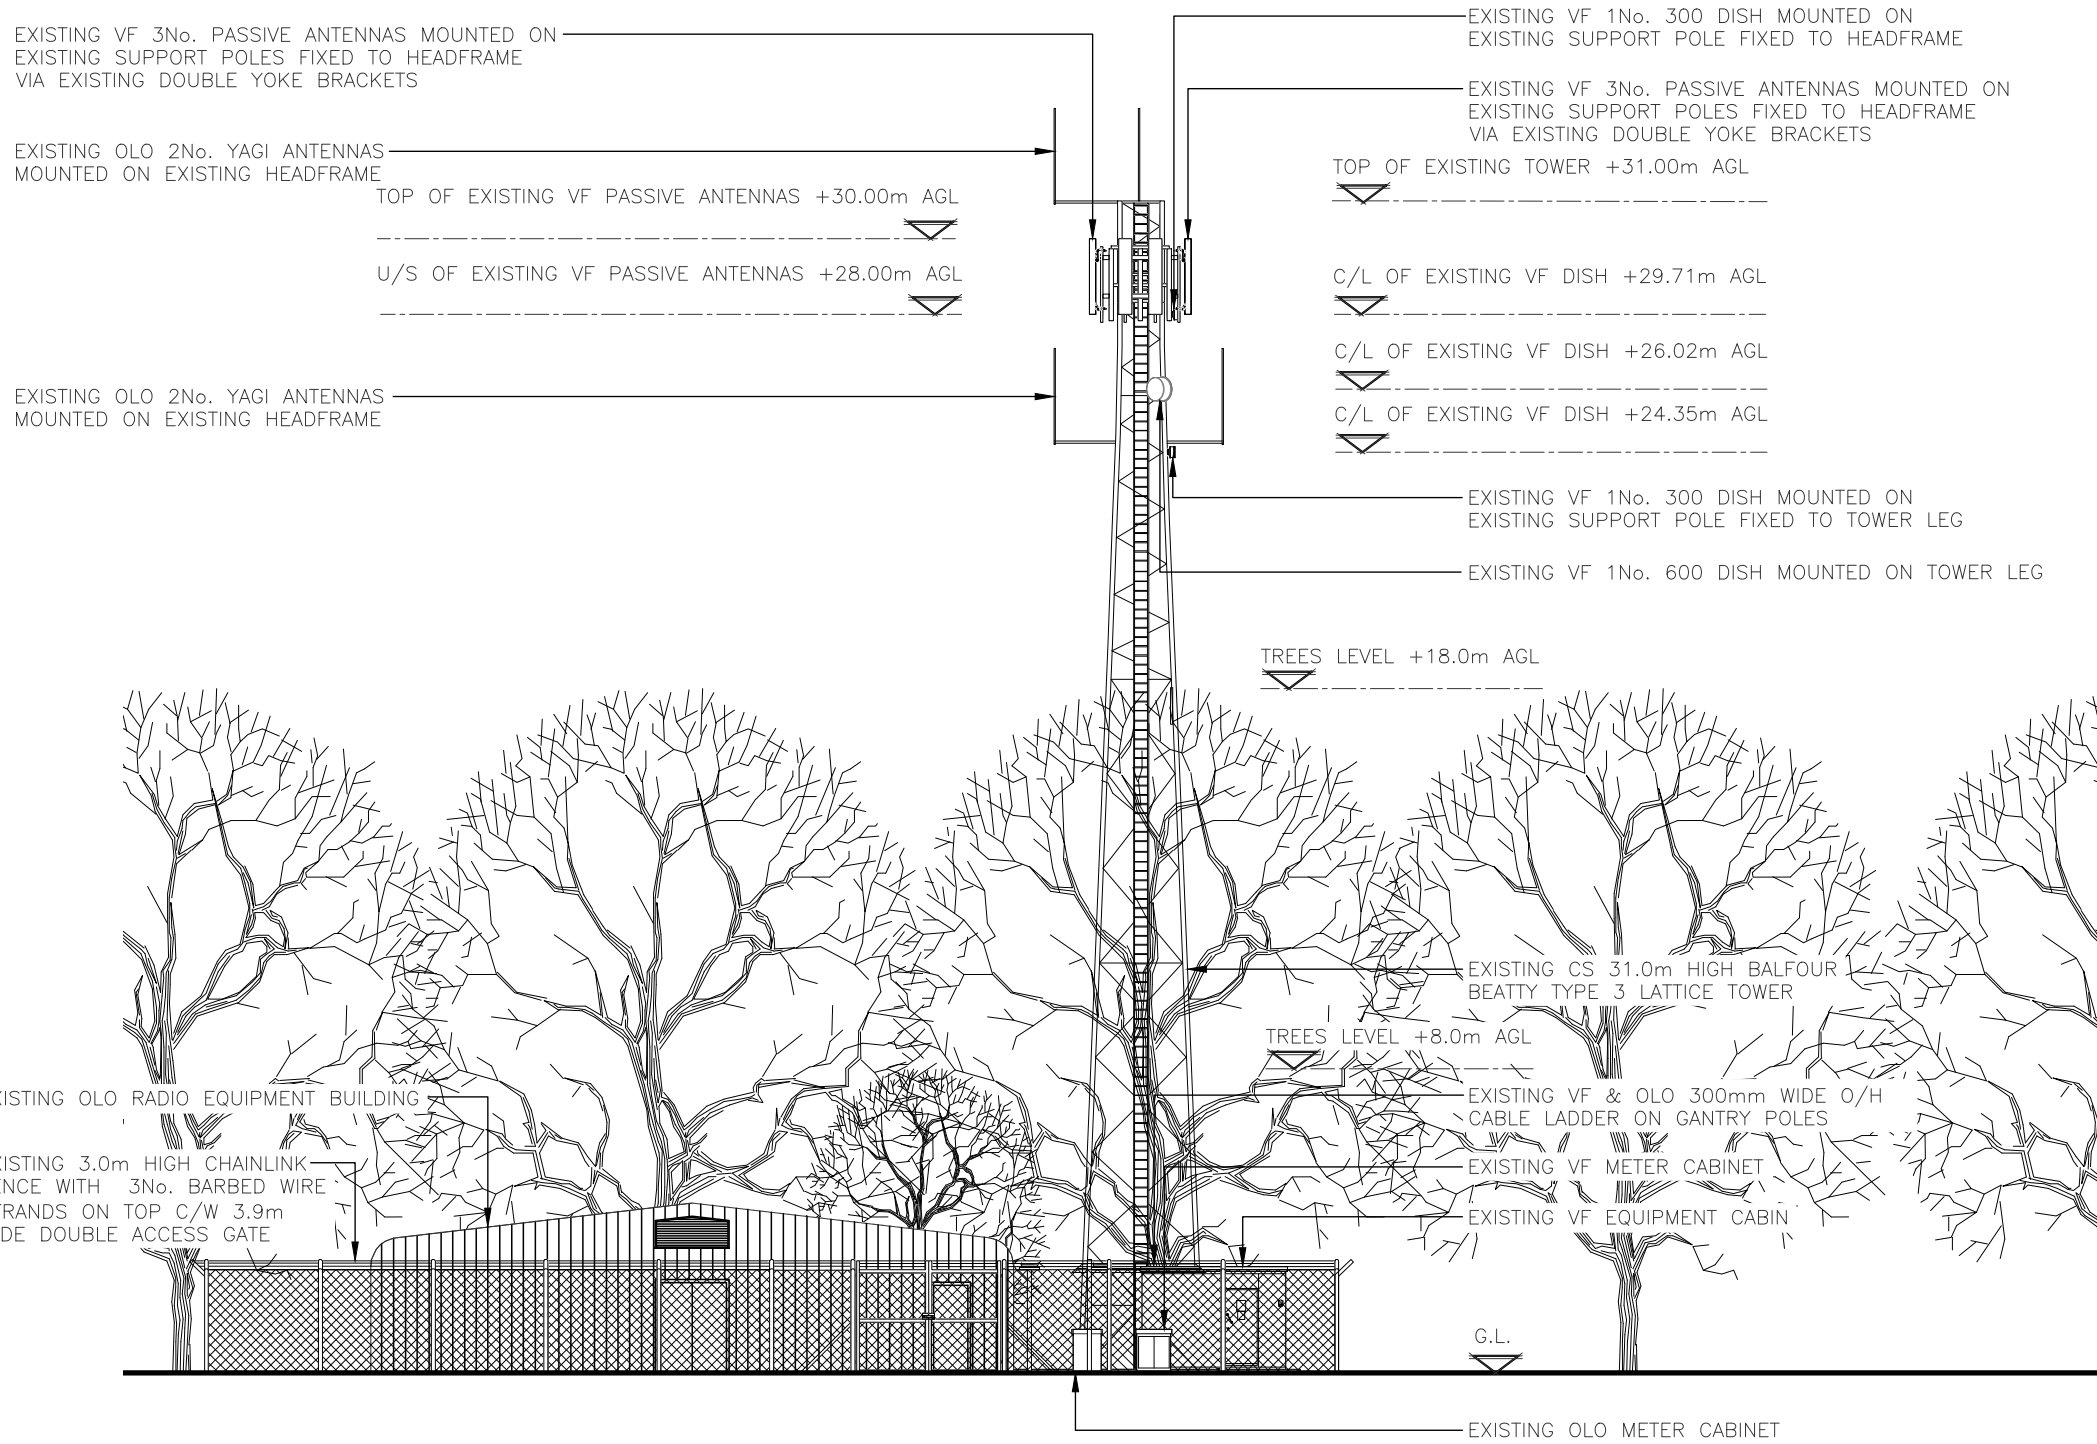 EXISTING VF 3No. PASSIVE ANTENNAS MOUNTED ON
EXISTING SUPPORT POLES FIXED TO HEADFRAME
VIA EXISTING DOUBLE YOKE BRACKETS
EXISTING OLO 2No. YAGI ANTENNAS
MOUNTED ON EXISTING HEADFRAME
TOP OF EXISTING VF PASSIVE ANTENNAS +30.00m AGL
U/S OF EXISTING VF PASSIVE ANTENNAS +28.00m AGL
EXISTING OLO 2No. YAGI ANTENNAS
MOUNTED ON EXISTING HEADFRAME
EXISTING VF 1No. 300 DISH MOUNTED ON
EXISTING SUPPORT POLE FIXED TO HEADFRAME
EXISTING VF 3No. PASSIVE ANTENNAS MOUNTED ON
EXISTING SUPPORT POLES FIXED TO HEADFRAME
VIA EXISTING DOUBLE YOKE BRACKETS
TOP OF EXISTING TOWER +31.00m AGL
C/L OF EXISTING VF DISH +29.71m AGL
C/L OF EXISTING VF DISH +26.02m AGL
C/L OF EXISTING VF DISH +24.35m AGL
EXISTING VF 1No. 300 DISH MOUNTED ON
EXISTING SUPPORT POLE FIXED TO TOWER LEG
EXISTING VF 1No. 600 DISH MOUNTED ON TOWER LEG
TREES LEVEL +18.0m AGL
EXISTING CS 31.0m HIGH BALFOUR
BEATTY TYPE 3 LATTICE TOWER
TREES LEVEL +8.0m AGL
EXISTING VF & OLO 300mm WIDE O/H
CABLE LADDER ON GANTRY POLES
EXISTING VF METER CABINET
EXISTING VF EQUIPMENT CABIN
XISTING OLO RADIO EQUIPMENT BUILDING
XISTING 3.0m HIGH CHAINLINK
ENCE WITH 3No. BARBED WIRE
TRANDS ON TOP C/W 3.9m
DE DOUBLE ACCESS GATE
G.L.
EXISTING OLO METER CABINET